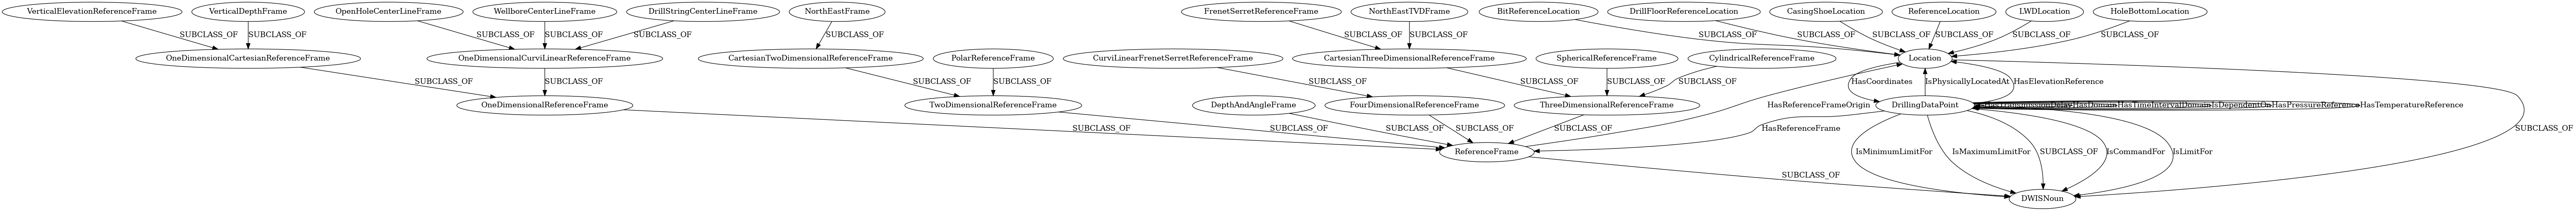 VerticalElevationReferenceFrame
VerticalDepthFrame
OpenHoleCenterLineFrame
WellboreCenterLineFrame
DrillStringCenterLineFrame
NorthEastFrame
FrenetSerretReferenceFrame
NorthEastTVDFrame
BitReferenceLocation
DrillFloorReferenceLocation
CasingShoeLocation
ReferenceLocation
LWDLocation
HoleBottomLocation
SUBCLASS_OF
SUBCLASS_OF
SUBCLASS_OF
SUBCLASS_OF
SUBCLASS_OF
SUBCLASS_OF
SUBCLASS_OF
SUBCLASS_OF
SUBCLASS_OF
SUBCLASS_OF
SUBCLASS_OF
SUBCLASS_OF
SUBCLASS_OF
SUBCLASS_OF
OneDimensionalCartesianReferenceFrame
OneDimensionalCurviLinearReferenceFrame
CartesianTwoDimensionalReferenceFrame
PolarReferenceFrame
CurviLinearFrenetSerretReferenceFrame
CartesianThreeDimensionalReferenceFrame
SphericalReferenceFrame
CylindricalReferenceFrame
Location
SUBCLASS_OF
SUBCLASS_OF
SUBCLASS_OF
SUBCLASS_OF
SUBCLASS_OF
SUBCLASS_OF
SUBCLASS_OF
SUBCLASS_OF
HasCoordinates
IsPhysicallyLocatedAt
HasElevationReference
OneDimensionalReferenceFrame
TwoDimensionalReferenceFrame
DepthAndAngleFrame
FourDimensionalReferenceFrame
ThreeDimensionalReferenceFrame
HasReferenceFrameOrigin
DrillingDataPoint
HasTimeIntervalDomain
IsDependentOn
HasPressureReference
HasTemperatureReference
SUBCLASS_OF
SUBCLASS_OF
SUBCLASS_OF
SUBCLASS_OF
SUBCLASS_OF
HasReferenceFrame
SUBCLASS_OF
ReferenceFrame
IsMinimumLimitFor
IsMaximumLimitFor
SUBCLASS_OF
IsCommandFor
IsLimitFor
SUBCLASS_OF
DWISNoun